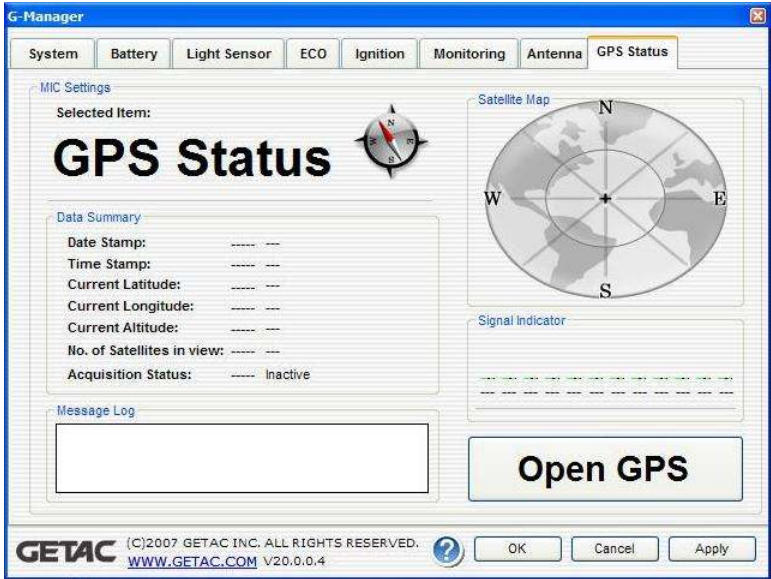 G-Manager
System Battery Light Sensor ECO Ignition Monitoring Antenna GPS Status
MIC Settings
Selected Item:
GPS Status
N
W
E
S
Data Summary
Date Stamp: ----- ---
Time Stamp: ----- ---
Current Latitude: ----- ---
Current Longitude: ----- ---
Current Altitude: ----- ---
No. of Satellites in view: ----- ---
Acquisition Status: ----- Inactive
Message Log
Satellite Map
N
W
E
S
Signal Indicator
--- --- --- --- --- --- --- --- --- --- --- ---
--- --- --- --- --- --- --- --- --- --- --- ---
Open GPS
GETAC
(C)2007 GETAC INC. ALL RIGHTS RESERVED.
WWW.GETAC.COM V20.0.0.4
?
OK Cancel Apply